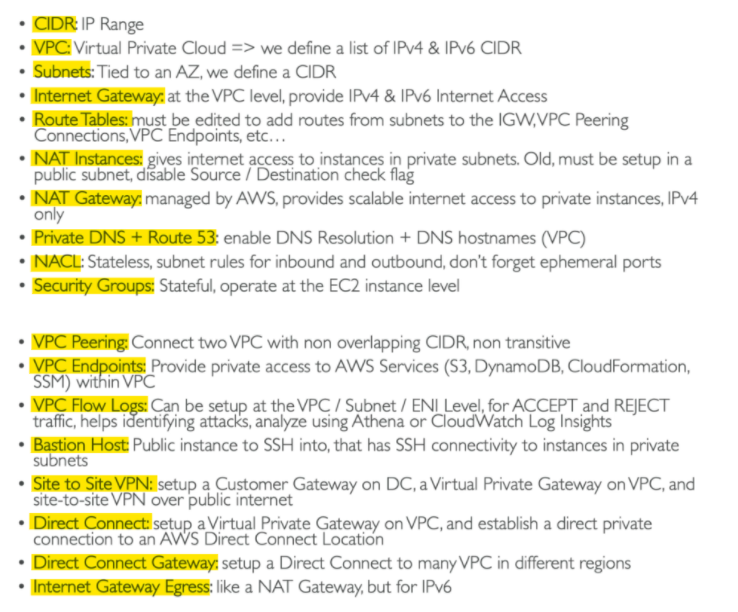 • CIDR: IP Range
• VPC: Virtual Private Cloud => we define a list of IPv4 & IPv6 CIDR
• Subnets: Tied to an AZ, we define a CIDR
• Internet Gateway: at the VPC level, provide IPv4 & IPv6 Internet Access
• Route Tables: must be edited to add routes from subnets to the IGW, VPC Peering
Connections, VPC Endpoints, etc…
• NAT Instances: gives internet access to instances in private subnets. Old, must be setup in a
public subnet, disable Source / Destination check flag
• NAT Gateway: managed by AWS, provides scalable internet access to private instances, IPv4
only
• Private DNS + Route 53: enable DNS Resolution + DNS hostnames (VPC)
• NACL: Stateless, subnet rules for inbound and outbound, don't forget ephemeral ports
• Security Groups: Stateful, operate at the EC2 instance level
• VPC Peering: Connect two VPC with non overlapping CIDR, non transitive
• VPC Endpoints: Provide private access to AWS Services (S3, DynamoDB, CloudFormation,
SSM) within VPC
• VPC Flow Logs: Can be setup at the VPC / Subnet / ENI Level, for ACCEPT and REJECT
traffic, helps identifying attacks, analyze using Athena or CloudWatch Log Insights
• Bastion Host: Public instance to SSH into, that has SSH connectivity to instances in private
subnets
• Site to Site VPN: setup a Customer Gateway on DC, a Virtual Private Gateway on VPC, and
site-to-site VPN over public internet
• Direct Connect: setup a Virtual Private Gateway on VPC, and establish a direct private
connection to an AWS Direct Connect Location
• Direct Connect Gateway: setup a Direct Connect to many VPC in different regions
• Internet Gateway Egress: like a NAT Gateway, but for IPv6